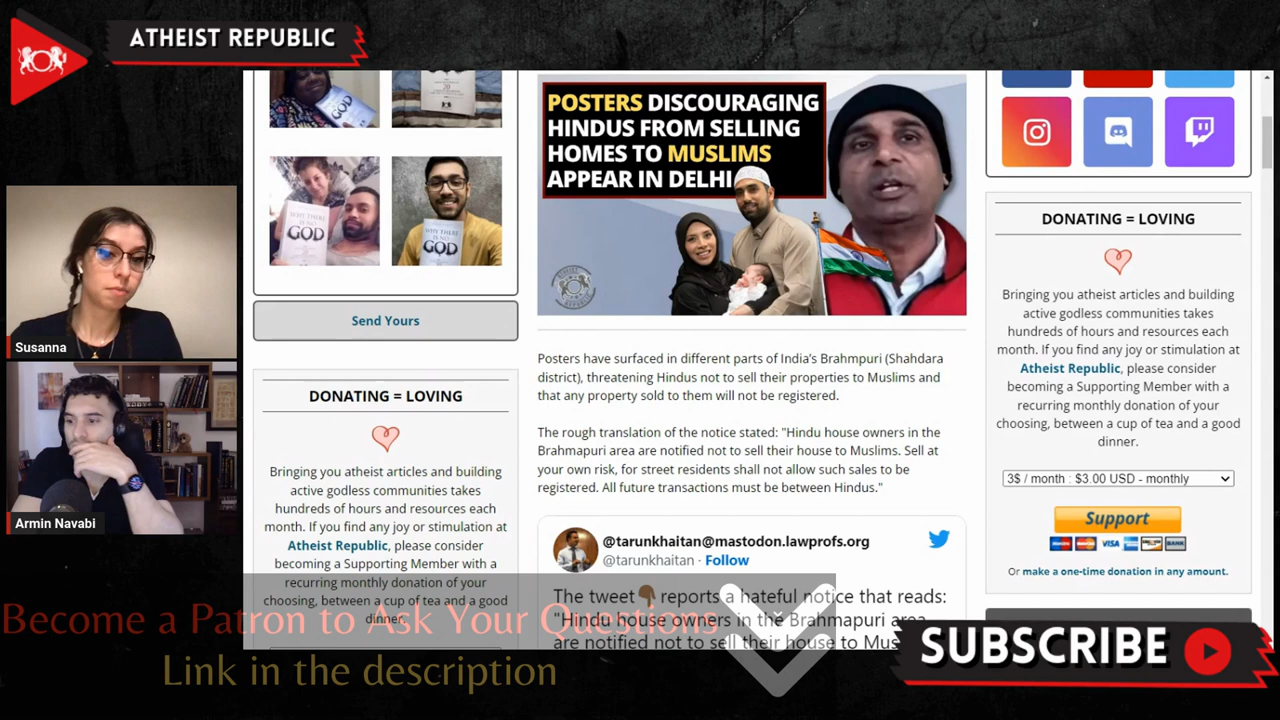 ATHEIST REPUBLIC
Susanna
Armin Navabi
WHY THERE IS NO
GOD
GOD
Send Yours
DONATING = LOVING
Bringing you atheist articles and building
active godless communities takes
hundreds of hours and resources each
month. If you find any joy or stimulation at
Atheist Republic, please consider
becoming a Supporting Member with a
recurring monthly donation of your
choosing, between a cup of tea and a good
dinner.
POSTERS DISCOURAGING
HINDUS FROM SELLING
HOMES TO MUSLIMS
APPEAR IN DELHI
Posters have surfaced in different parts of India's Brahmpuri (Shahdara
district), threatening Hindus not to sell their properties to Muslims and
that any property sold to them will not be registered.
The rough translation of the notice stated: "Hindu house owners in the
Brahmapuri area are notified not to sell their house to Muslims. Sell at
your own risk, for street residents shall not allow such sales to be
registered. All future transactions must be between Hindus."
@tarunkhaitan@mastodon.lawprofs.org
@tarunkhaitan · Follow
The tweet reports a hateful notice that reads:
"Hindu house owners in the Brahmapuri area
are notified not to sell their house to Mus
DONATING = LOVING
Bringing you atheist articles and building
active godless communities takes
hundreds of hours and resources each
month. If you find any joy or stimulation at
Atheist Republic, please consider
becoming a Supporting Member with a
recurring monthly donation of your
choosing, between a cup of tea and a good
dinner.
3$ / month : $3.00 USD - monthly
Support
VISA
BANK
Or make a one-time donation in any amount.
Become a Patron to Ask Your Questions
Link in the description
SUBSCRIBE